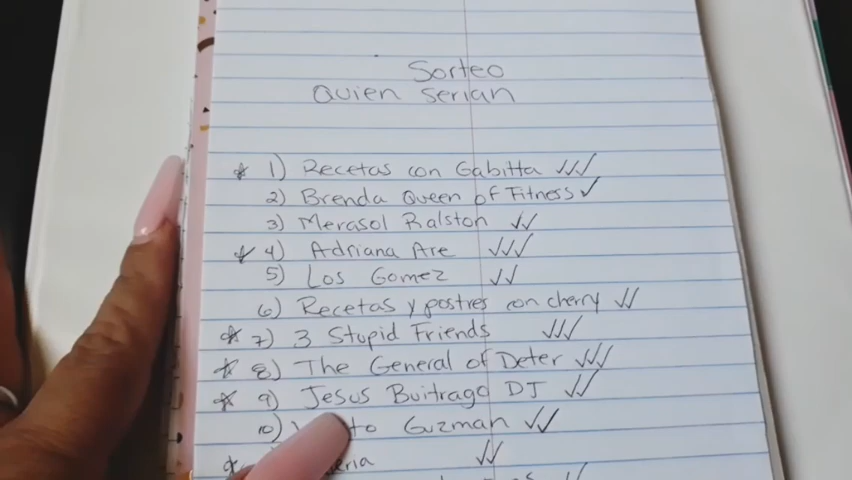 Sorteo
Quien serian
* 1) Recetas con Gabitta ✓✓✓
2) Brenda Queen of Fitness ✓
3) Merasol Ralston ✓✓
* 4) Adriana Are ✓✓✓
5) Los Gomez ✓✓
6) Recetas y postres con cherry ✓✓
* 7) 3 Stupid Friends ✓✓✓
* 8) The General of Deter ✓✓✓
* 9) Jesus Buitrago DJ ✓✓
10) Guzman ✓✓
* ✓✓